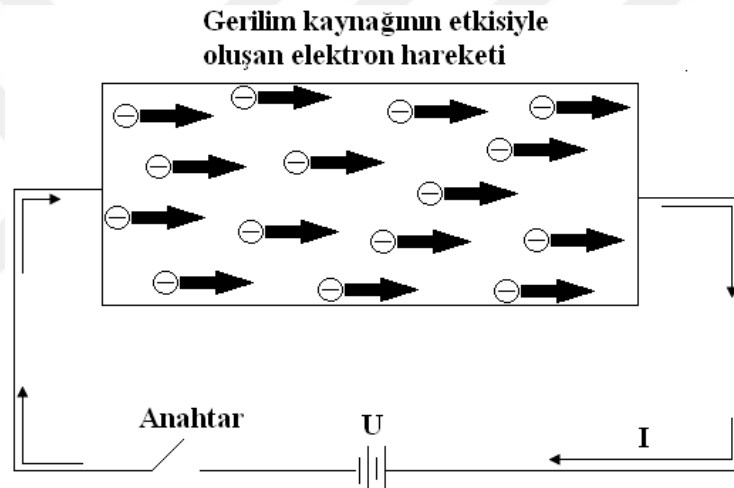 Gerilim kaynağının etkisiyle
oluşan elektron hareketi
Anahtar
U
I